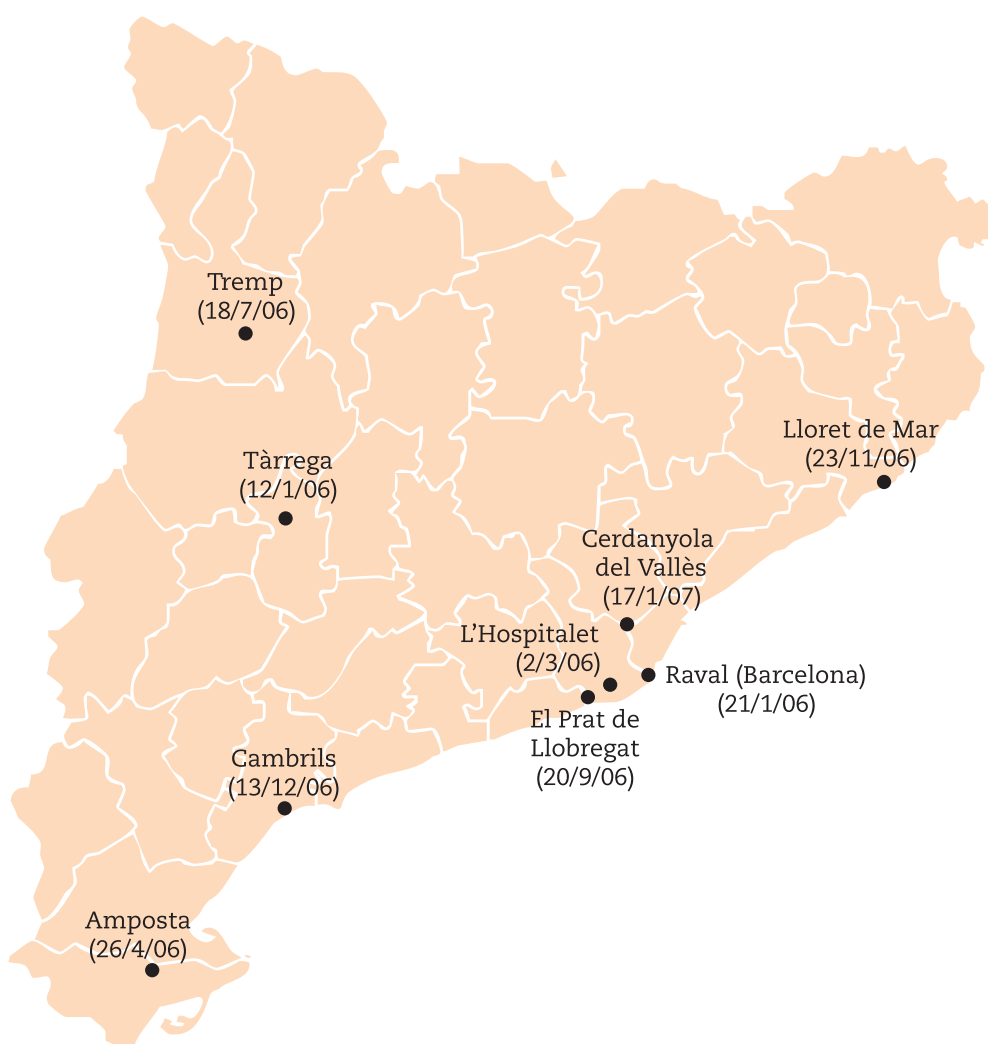 Tremp
(18/7/06)
Lloret de Mar
(23/11/06)
Tàrrega
(12/1/06)
Cerdanyola
del Vallès
(17/1/07)
L’Hospitalet
(2/3/06)
Raval (Barcelona)
(21/1/06)
El Prat de
Llobregat
(20/9/06)
Cambrils
(13/12/06)
Amposta
(26/4/06)